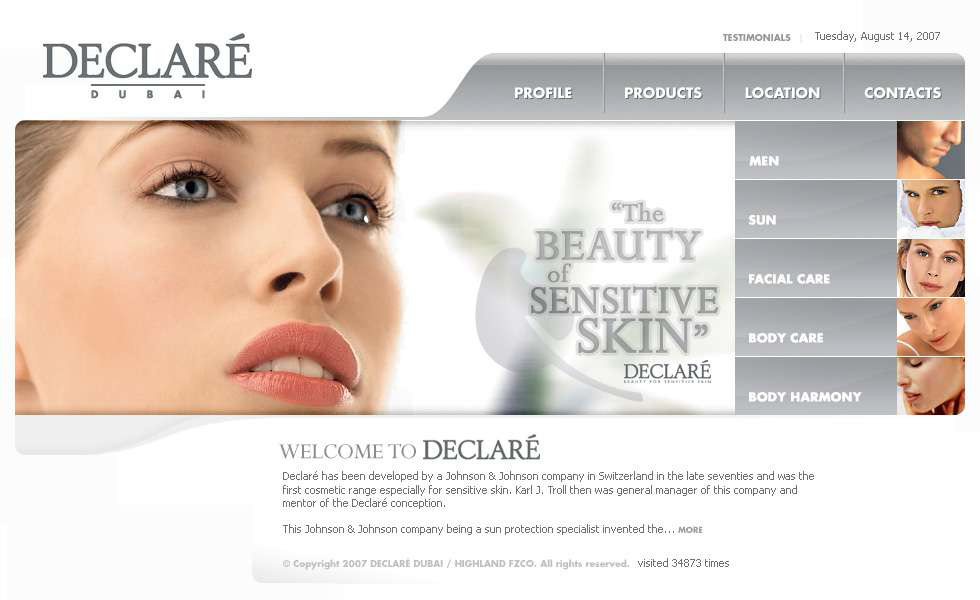 DECLARÉ
DUBAI
TESTIMONIALS | Tuesday, August 14, 2007
PROFILE PRODUCTS LOCATION CONTACTS
“The
BEAUTY
of
SENSITIVE
SKIN”
DECLARÉ
BEAUTY FOR SENSITIVE SKIN
MEN
SUN
FACIAL CARE
BODY CARE
BODY HARMONY
WELCOME TO DECLARÉ
Declaré has been developed by a Johnson & Johnson company in Switzerland in the late seventies and was the
first cosmetic range especially for sensitive skin. Karl J. Troll then was general manager of this company and
mentor of the Declaré conception.
This Johnson & Johnson company being a sun protection specialist invented the... MORE
© Copyright 2007 DECLARÉ DUBAI / HIGHLAND FZCO. All rights reserved. visited 34873 times